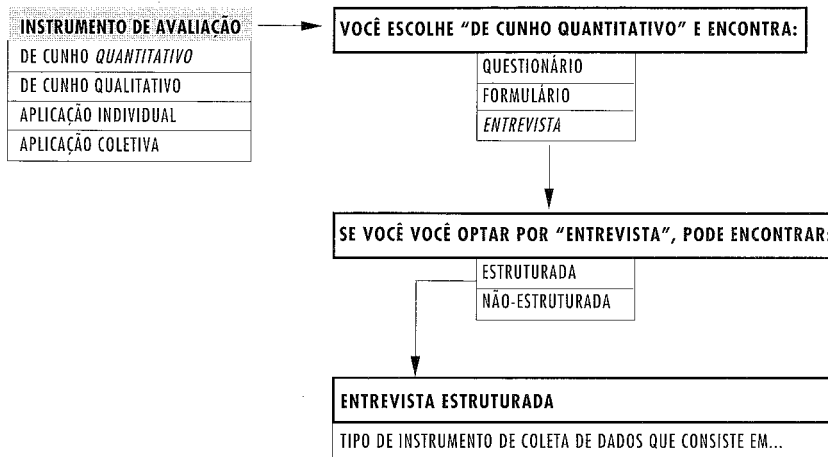 INSTRUMENTO DE AVALIAÇÃO
DE CUNHO QUANTITATIVO
DE CUNHO QUALITATIVO
APLICAÇÃO INDIVIDUAL
APLICAÇÃO COLETIVA
VOCÊ ESCOLHE “DE CUNHO QUANTITATIVO” E ENCONTRA:
QUESTIONÁRIO
FORMULÁRIO
ENTREVISTA
SE VOCÊ VOCÊ OPTAR POR “ENTREVISTA”, PODE ENCONTRAR:
ESTRUTURADA
NÃO-ESTRUTURADA
ENTREVISTA ESTRUTURADA
TIPO DE INSTRUMENTO DE COLETA DE DADOS QUE CONSISTE EM...